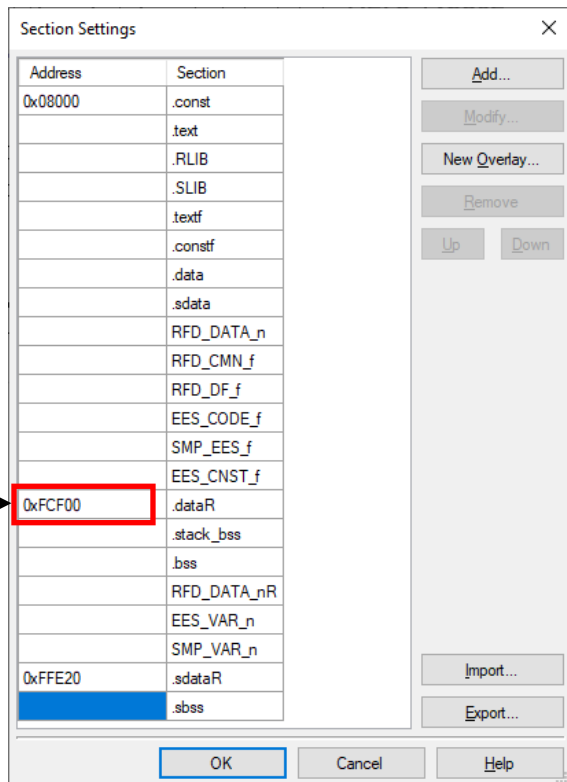 Section Settings
Address Section
0x08000 .const
.text
.RLIB
.SLIB
.textf
.constf
.data
.sdata
RFD_DATA_n
RFD_CMN_f
RFD_DF_f
EES_CODE_f
SMP_EES_f
EES_CNST_f
0xFCF00 .dataR
.stack_bss
.bss
RFD_DATA_nR
EES_VAR_n
SMP_VAR_n
0xFFE20 .sdataR
.sbss
Add...
Modify...
New Overlay...
Remove
Up Down
Import...
Export...
OK Cancel Help